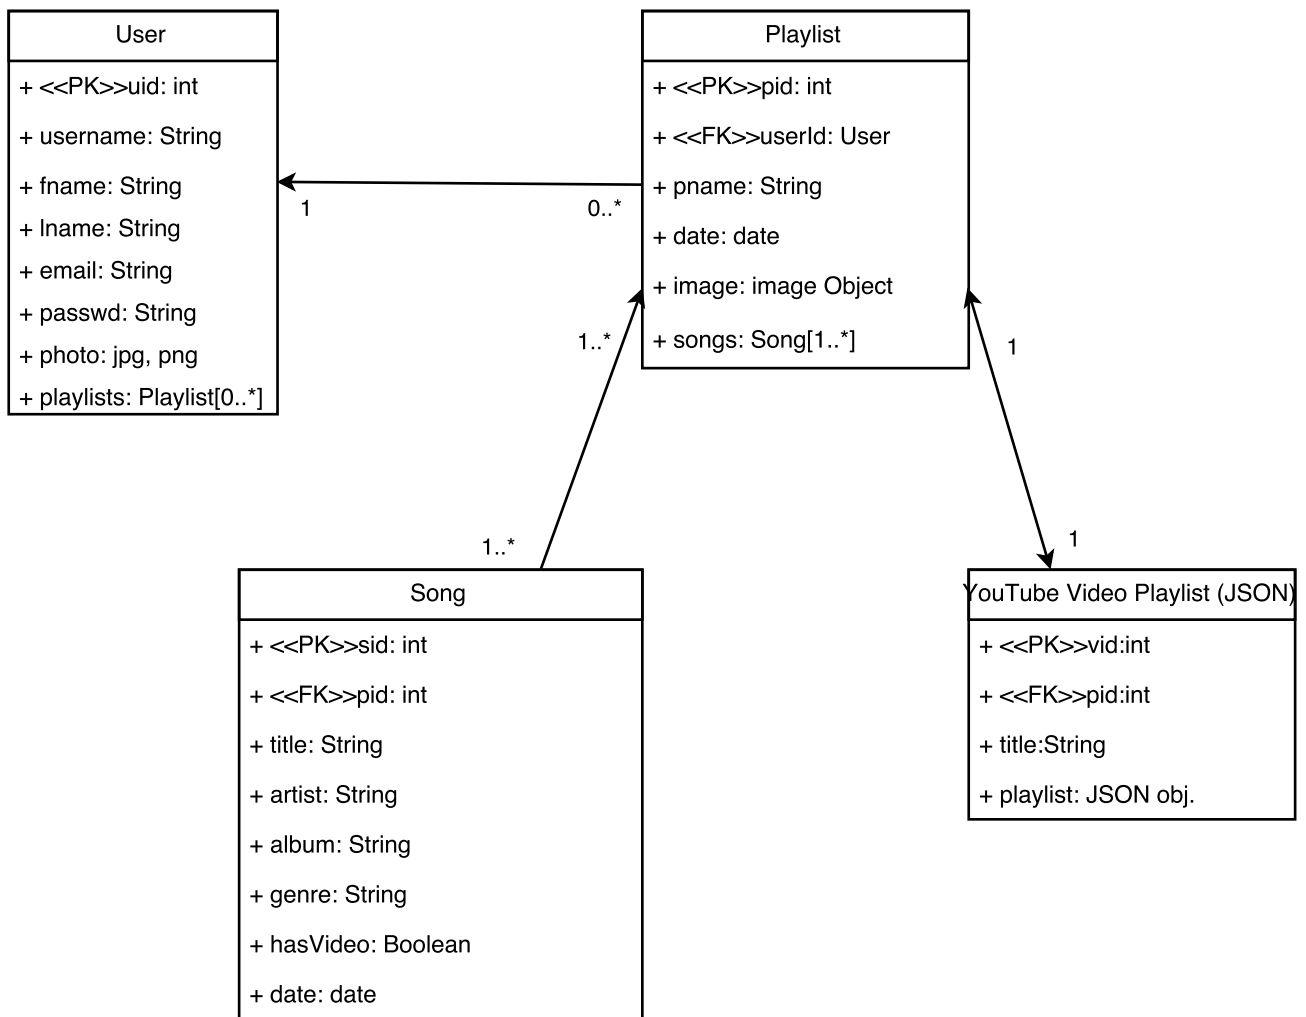 User
+ <<PK>>uid: int
+ username: String
+ fname: String
+ lname: String
+ email: String
+ passwd: String
+ photo: jpg, png
+ playlists: Playlist[0..*]
1
0..*
Playlist
+ <<PK>>pid: int
+ <<FK>>userId: User
+ pname: String
+ date: date
+ image: image Object
+ songs: Song[1..*]
1..*
1
1..*
1
Song
+ <<PK>>sid: int
+ <<FK>>pid: int
+ title: String
+ artist: String
+ album: String
+ genre: String
+ hasVideo: Boolean
+ date: date
YouTube Video Playlist (JSON)
+ <<PK>>vid:int
+ <<FK>>pid:int
+ title:String
+ playlist: JSON obj.